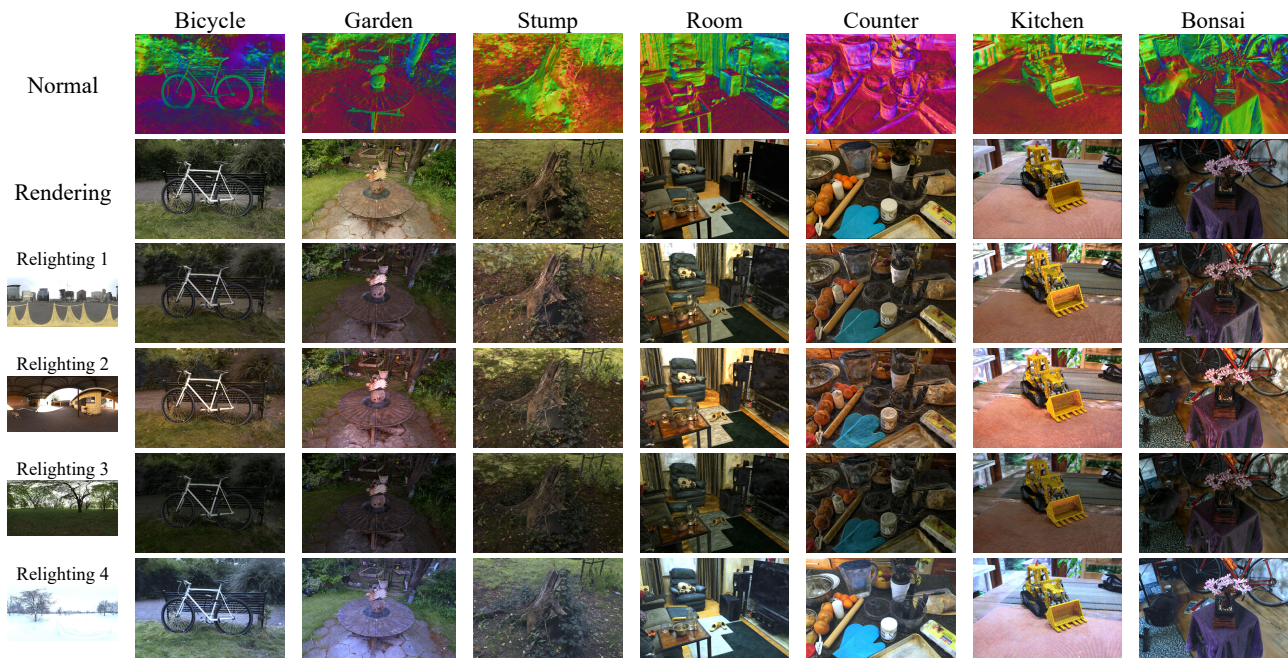 Bicycle Garden Stump Room Counter Kitchen Bonsai
Normal
Rendering
Relighting 1
Relighting 2
Relighting 3
Relighting 4